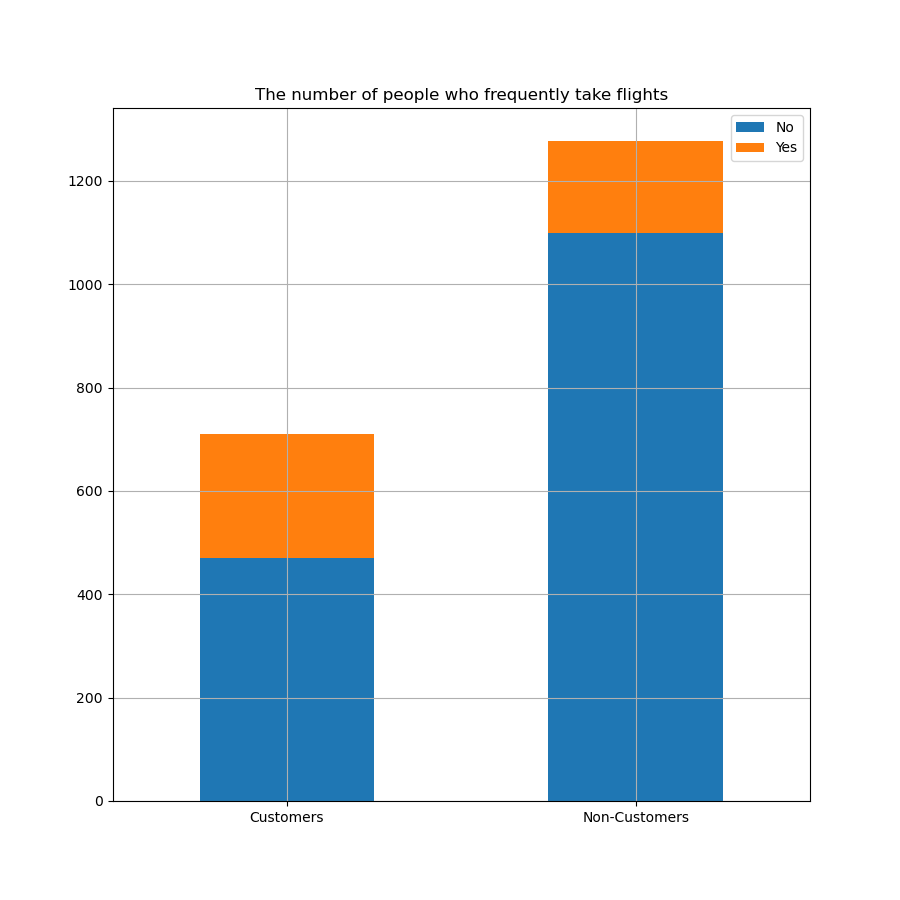 The number of people who frequently take flights
No
Yes
1200
1000
800
600
400
200
0
Customers
Non-Customers